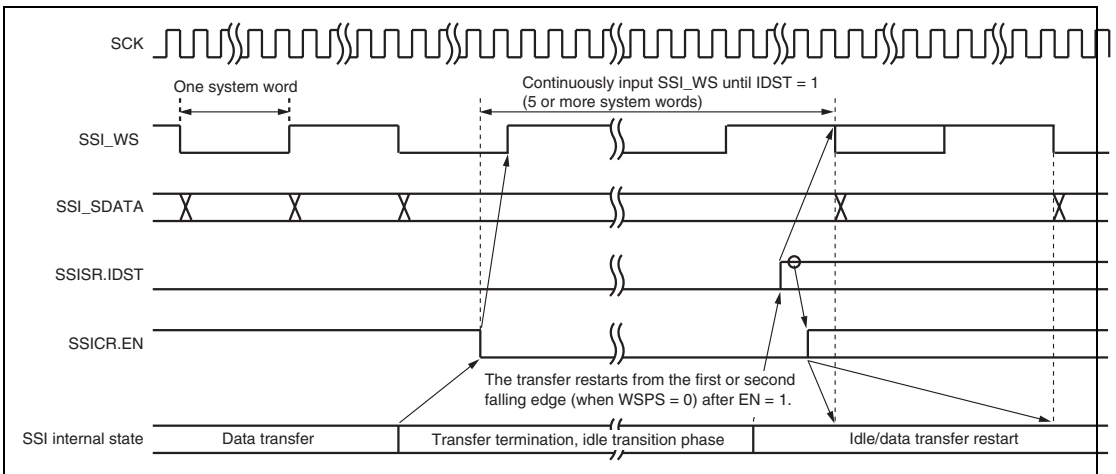 SCK
One system word
Continuously input SSI_WS until IDST = 1
(5 or more system words)
SSI_WS
SSI_SDATA
SSISR.IDST
SSICR.EN
The transfer restarts from the first or second
falling edge (when WSPS = 0) after EN = 1.
SSI internal state
Data transfer
Transfer termination, idle transition phase
Idle/data transfer restart